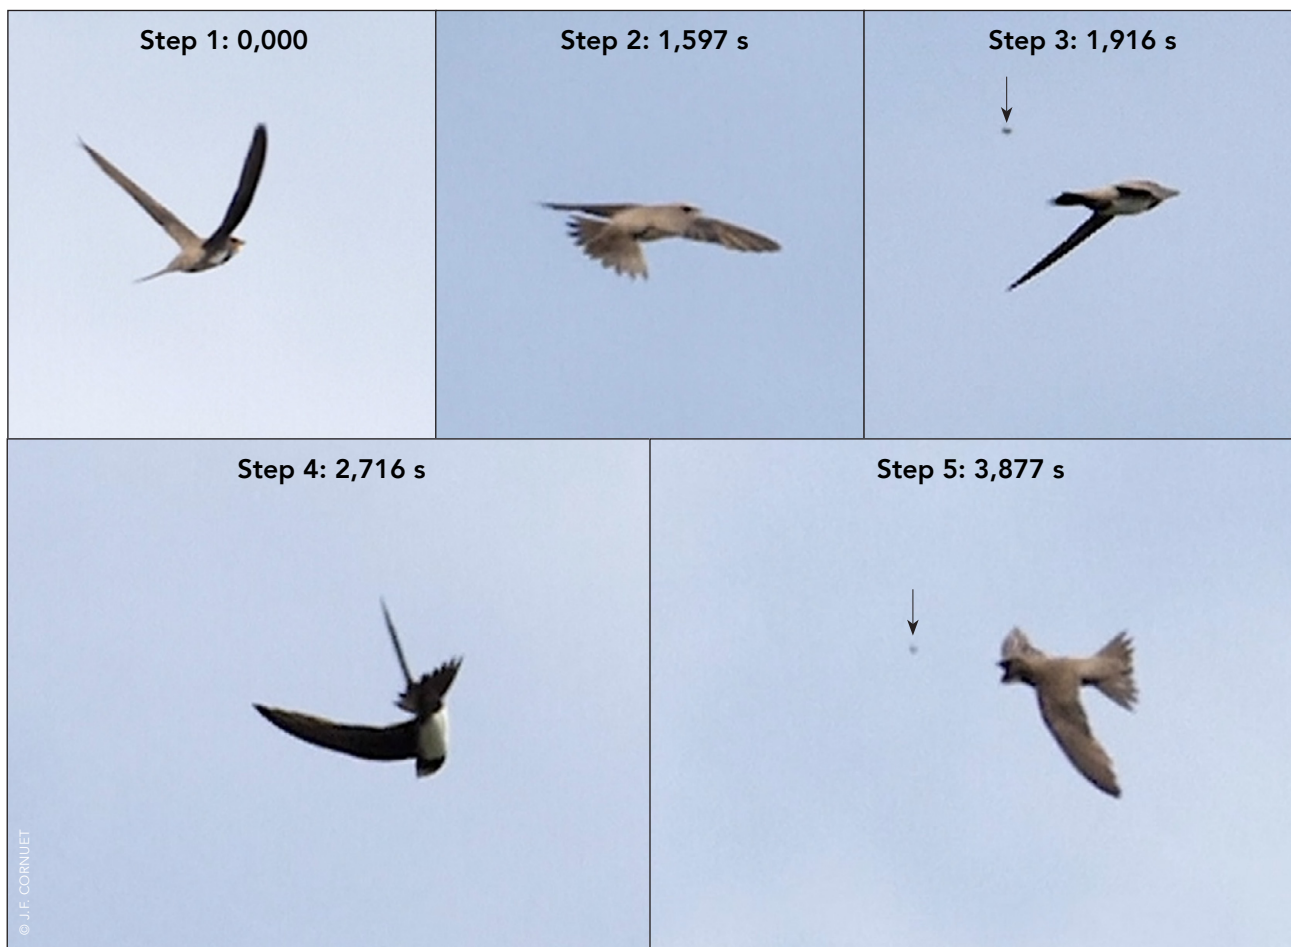 Step 1: 0,000
Step 2: 1,597 s
Step 3: 1,916 s
Step 4: 2,716 s
Step 5: 3,877 s
© J.F. CORNUET